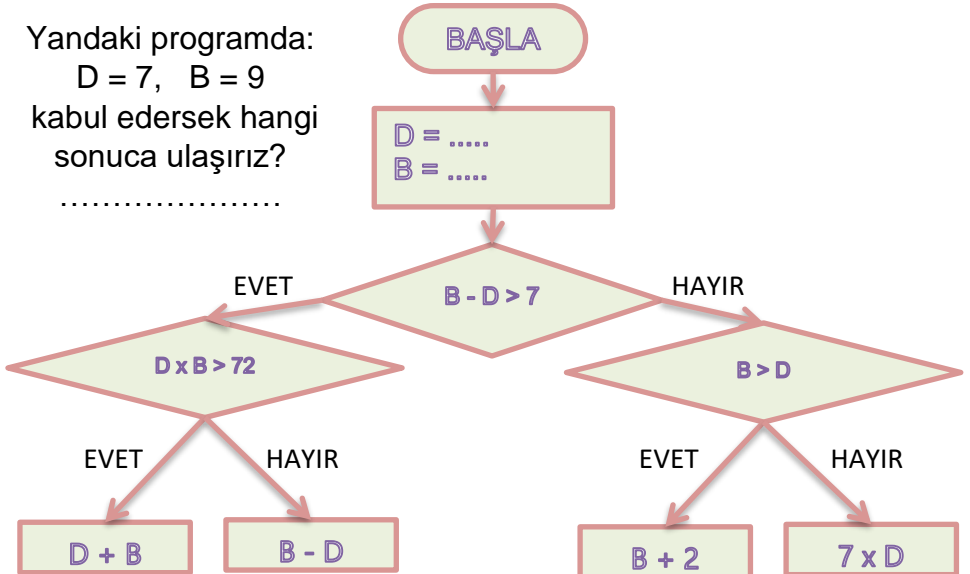 Yandaki programda:
D = 7, B = 9
kabul edersek hangi
sonuca ulaşırız?
…………………
BAŞLA
D = .....
B = .....
B - D > 7
EVET
HAYIR
D x B > 72
B > D
EVET
HAYIR
EVET
HAYIR
D + B
B - D
B + 2
7 x D